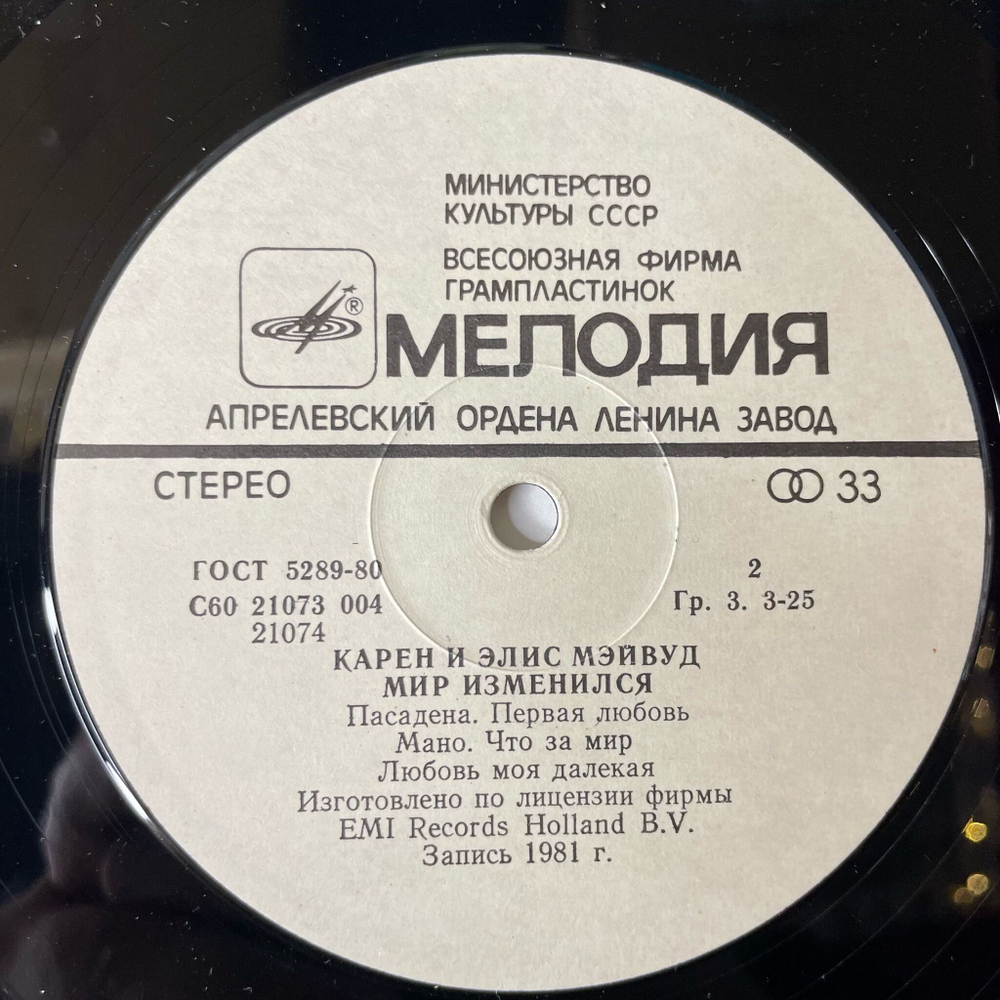 МИНИСТЕРСТВО
КУЛЬТУРЫ СССР
ВСЕСОЮЗНАЯ ФИРМА
ГРАМПЛАСТИНОК
®
МЕЛОДИЯ
АПРЕЛЕВСКИЙ ОРДЕНА ЛЕНИНА ЗАВОД
СТЕРЕО 33
ГОСТ 5289-80 2
С60 21073 004 Гр. 3. 3-25
21074
КАРЕН И ЭЛИС МЭЙВУД
МИР ИЗМЕНИЛСЯ
Пасадена. Первая любовь
Мано. Что за мир
Любовь моя далекая
Изготовлено по лицензии фирмы
EMI Records Holland B.V.
Запись 1981 г.